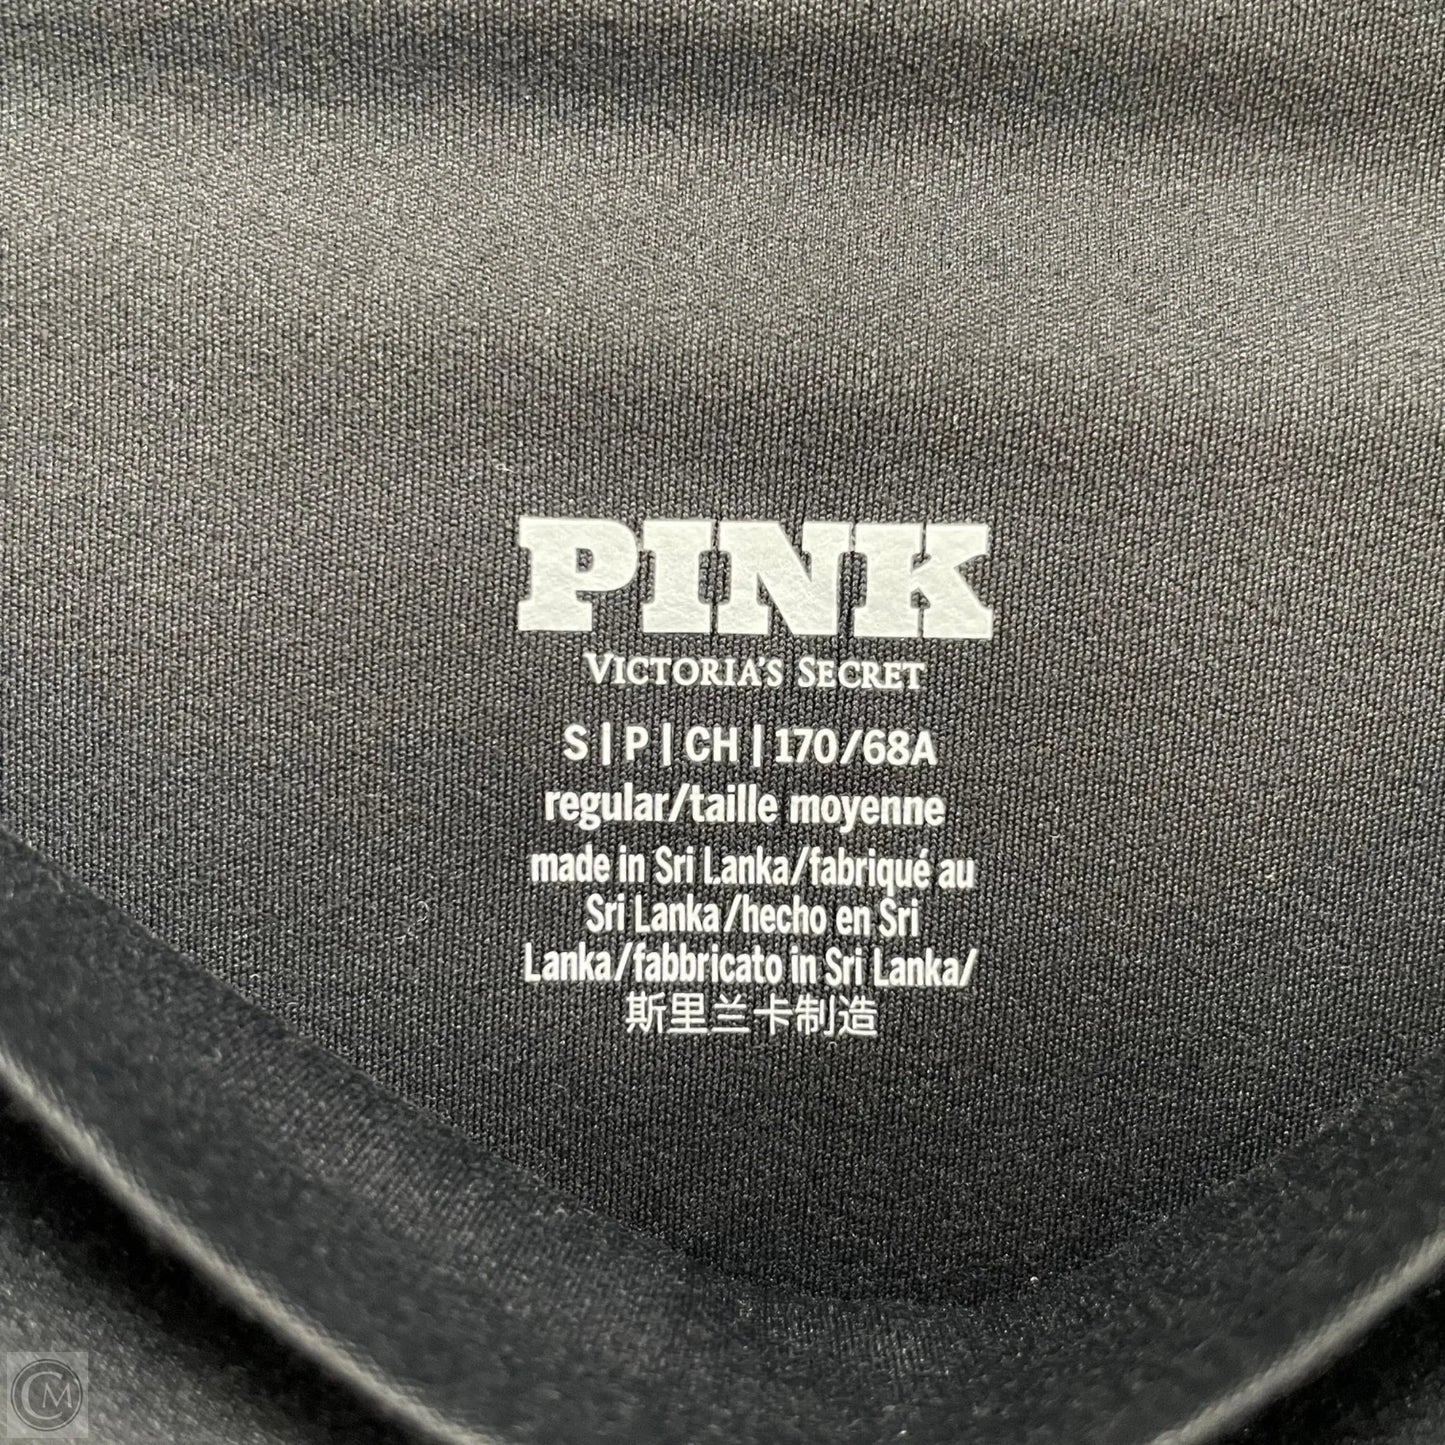 PINK
VICTORIA'S SECRET
S | P | CH | 170/68A
regular/taille moyenne
made in Sri Lanka/fabriqué au
Sri Lanka/hecho en Sri
Lanka/fabbricato in Sri Lanka/
斯里兰卡制造
CM